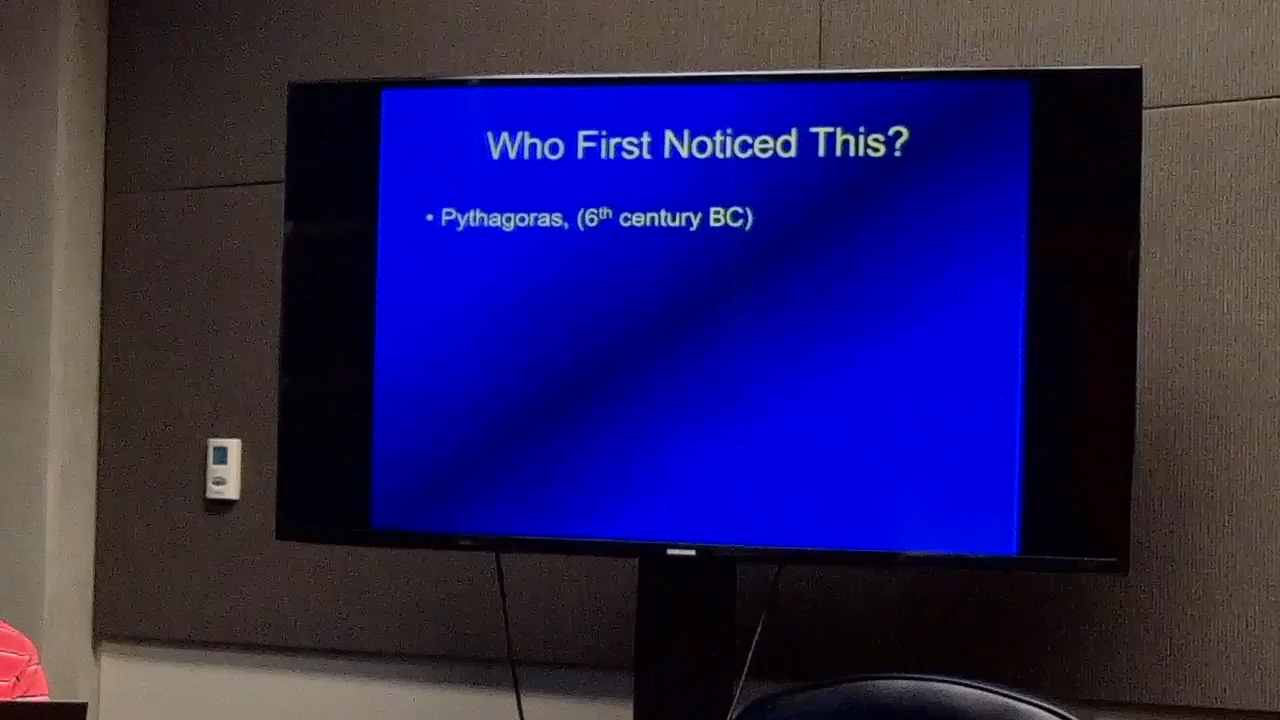 Who First Noticed This?
• Pythagoras, (6th century BC)